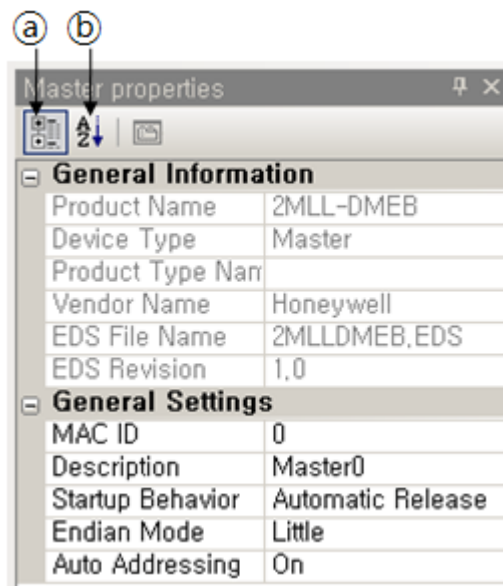 ⓐ ⓑ
Master properties
General Information
Product Name 2MLL-DMEB
Device Type Master
Product Type Nam
Vendor Name Honeywell
EDS File Name 2MLLDMEB,EDS
EDS Revision 1,0
General Settings
MAC ID 0
Description Master0
Startup Behavior Automatic Release
Endian Mode Little
Auto Addressing On